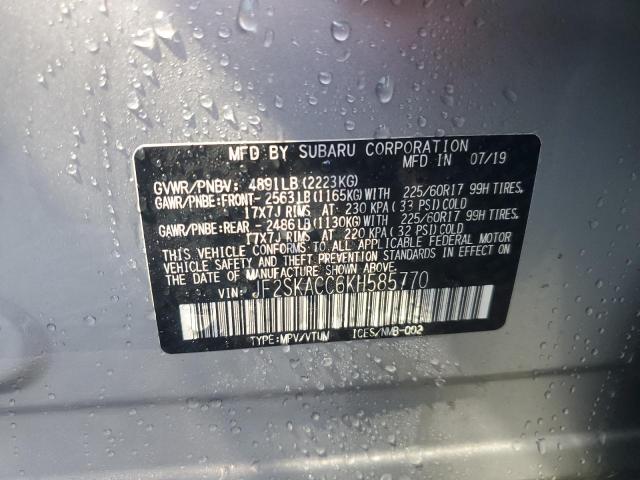 MFD BY SUBARU CORPORATION MFD IN 07/19
GVWR/PNBV: 4891LB(2223KG)
GAWR/PNBE:FRONT-2563LB(1165KG)WITH 225/60R17 99H TIRES.
17X7J RIMS AT 230 KPA(33 PSI)COLD
GAWR/PNBE:REAR -2486LB(1130KG)WITH 225/60R17 99H TIRES.
17X7J RIMS AT 220 KPA(32 PSI)COLD
THIS VEHICLE CONFORMS TO ALL APPLICABLE FEDERAL MOTOR
VEHICLE SAFETY AND THEFT PREVENTION STANDARDS IN EFFECT ON
THE DATE OF MANUFACTURE SHOWN ABOVE.
VIN: JF2SKACC6KH585770
TYPE:MPV/VTUM ICES/NMB-002